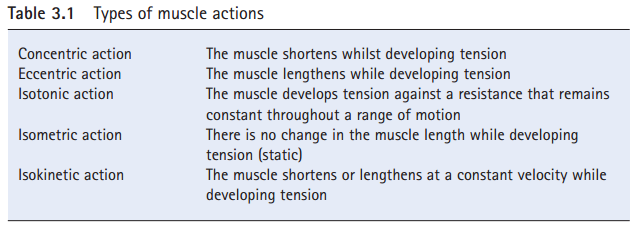 Table 3.1 Types of muscle actions
Concentric action The muscle shortens whilst developing tension
Eccentric action The muscle lengthens while developing tension
Isotonic action The muscle develops tension against a resistance that remains
constant throughout a range of motion
Isometric action There is no change in the muscle length while developing
tension (static)
Isokinetic action The muscle shortens or lengthens at a constant velocity while
developing tension